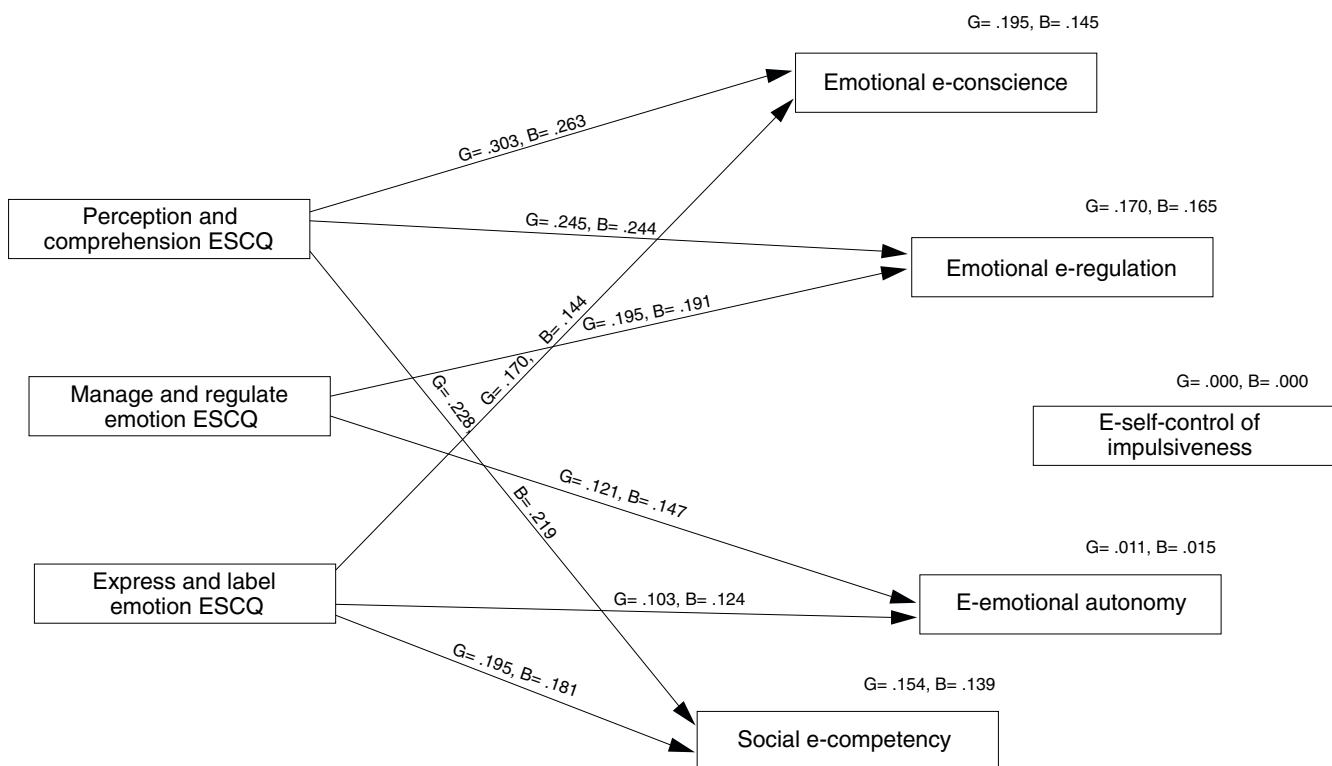 G= .195, B= .145
Emotional e-conscience
G= .303, B= .263
Perception and
comprehension ESCQ
G= .170, B= .165
G= .245, B= .244
Emotional e-regulation
G= .195, B= .191
G= .170, B= .144
Manage and regulate
emotion ESCQ
G= .000, B= .000
E-self-control of
impulsiveness
G= .228, B= .219
G= .121, B= .147
G= .011, B= .015
Express and label
emotion ESCQ
G= .103, B= .124
E-emotional autonomy
G= .195, B= .181
G= .154, B= .139
Social e-competency